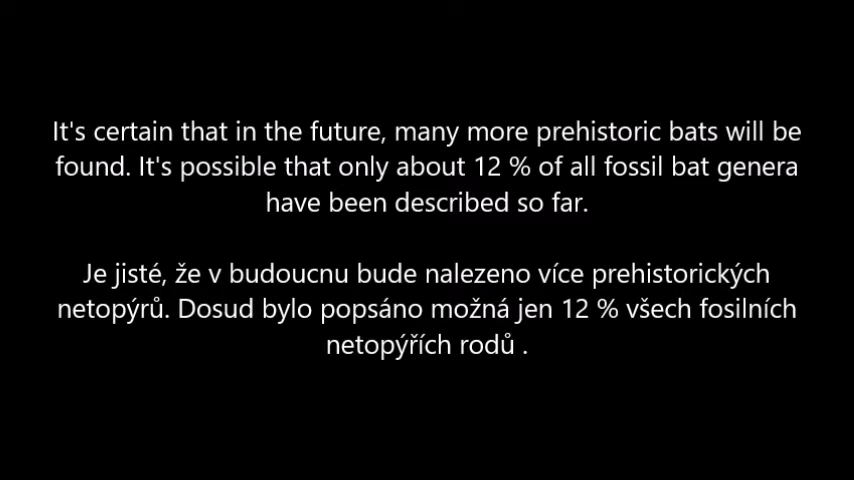 It's certain that in the future, many more prehistoric bats will be
found. It's possible that only about 12 % of all fossil bat genera
have been described so far.
Je jisté, že v budoucnu bude nalezeno více prehistorických
netopýrů. Dosud bylo popsáno možná jen 12 % všech fosilních
netopýřích rodů .